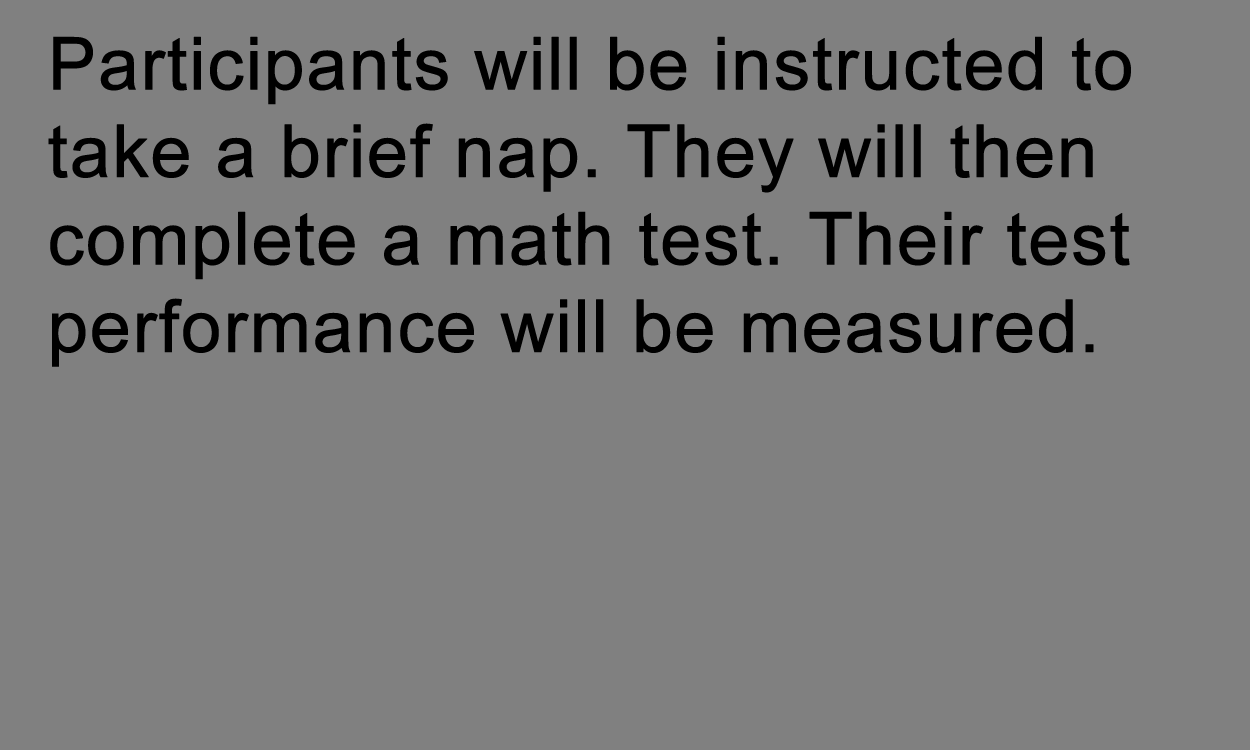 Participants will be instructed to
take a brief nap. They will then
complete a math test. Their test
performance will be measured.